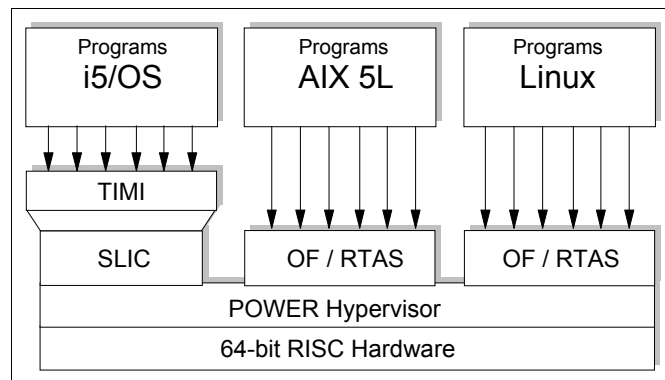 Programs
i5/OS
Programs
AIX 5L
Programs
Linux
TIMI
SLIC
OF / RTAS
OF / RTAS
POWER Hypervisor
64-bit RISC Hardware